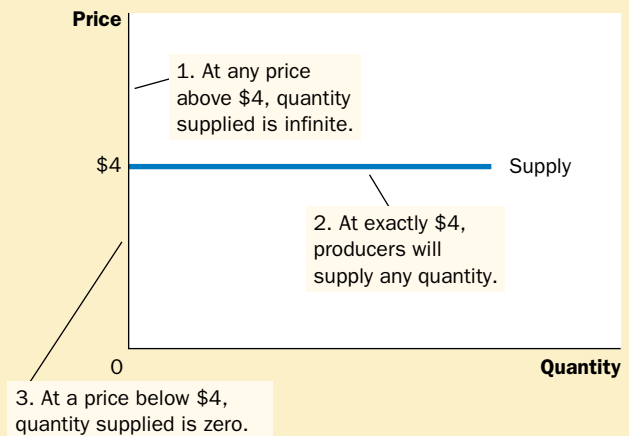 Price
1. At any price
above $4, quantity
supplied is infinite.
$4
Supply
2. At exactly $4,
producers will
supply any quantity.
0
Quantity
3. At a price below $4,
quantity supplied is zero.